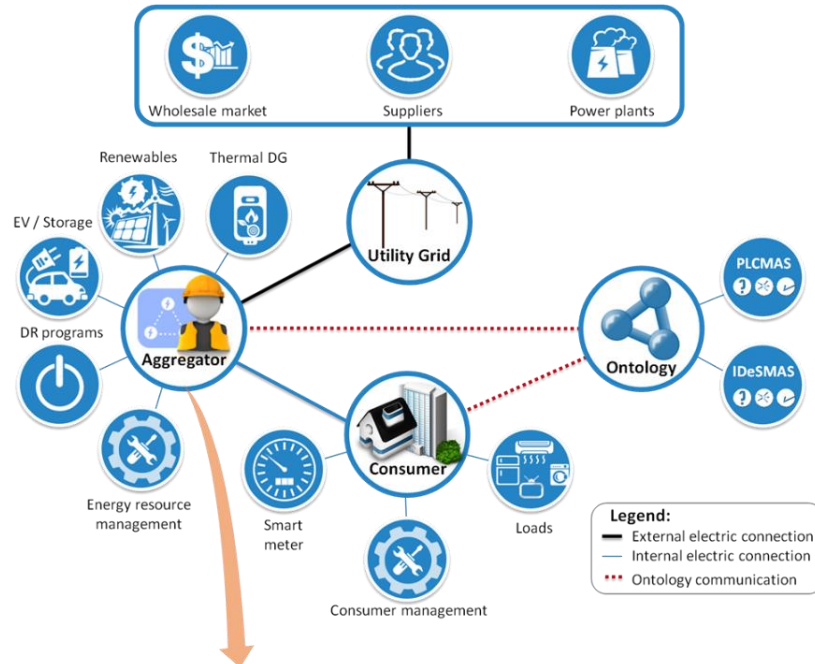 Wholesale market
Suppliers
Power plants
Renewables
Thermal DG
EV / Storage
Utility Grid
PLCMAS
DR programs
Aggregator
Ontology
IDeSMAS
Consumer
Energy resource
management
Smart
meter
Loads
Consumer management
Legend:
External electric connection
Internal electric connection
Ontology communication